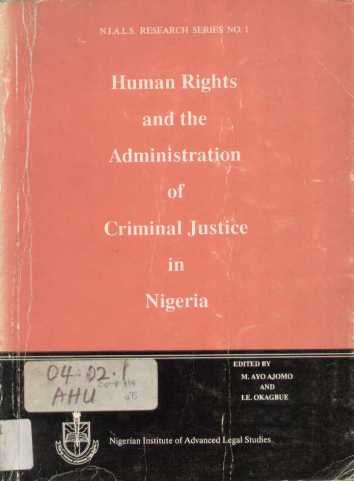 N.I.A.L.S. RESEARCH SERIES NO. 1
Human Rights
and the
Administration
of
Criminal Justice
in
Nigeria
EDITED BY
M. AYO AJOMO
AND
I.E. OKAGBUE
04.02.1
AHU
Nigerian Institute of Advanced Legal Studies